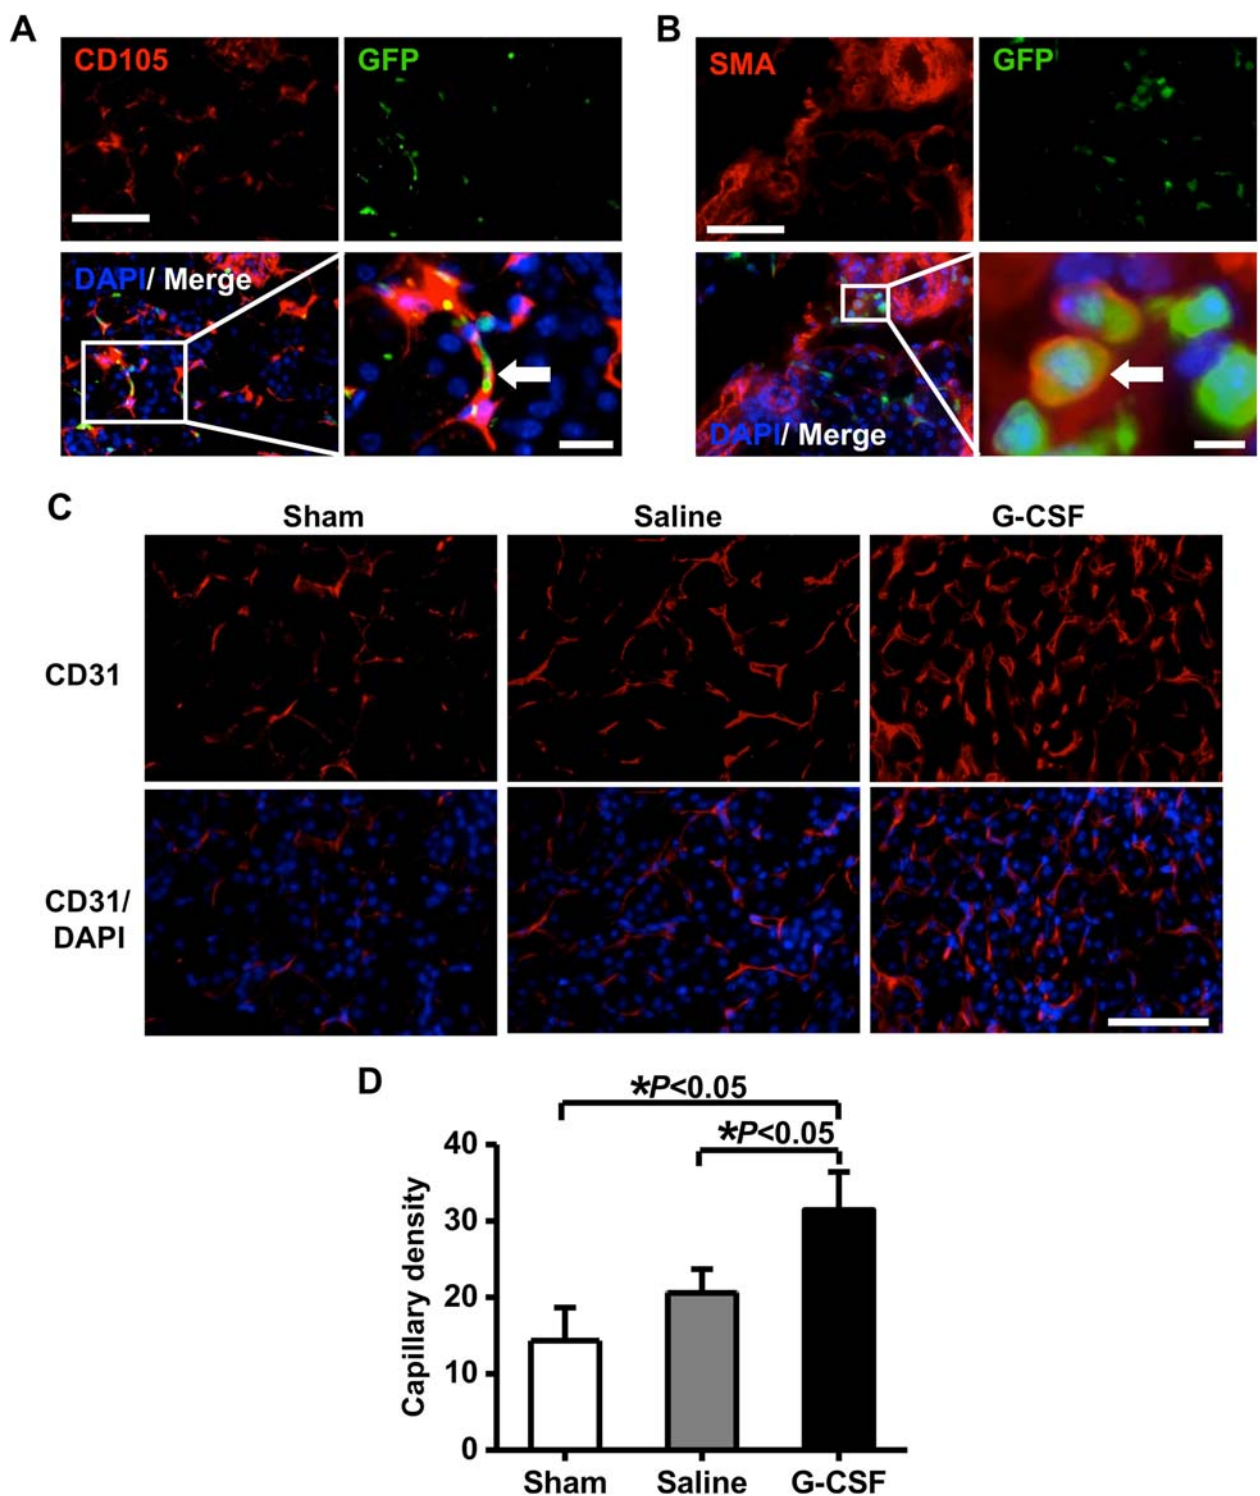 A
B
CD105
GFP
SMA
GFP
DAPI/ Merge
DAPI/ Merge
C
Sham
Saline
G-CSF
CD31
CD31/
DAPI
D
*P<0.05
*P<0.05
40
30
20
10
0
Capillary density
Sham
Saline
G-CSF